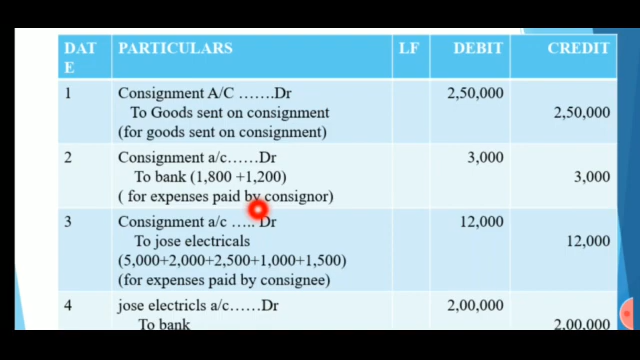 DAT E PARTICULARS LF DEBIT CREDIT
1 Consignment A/C …….Dr 2,50,000
To Goods sent on consignment 2,50,000
(for goods sent on consignment)
2 Consignment a/c……Dr 3,000
To bank (1,800 +1,200) 3,000
( for expenses paid by consignor)
3 Consignment a/c ….. Dr 12,000
To jose electricals 12,000
(5,000+2,000+2,500+1,000+1,500)
(for expenses paid by consignee)
4 jose electricls a/c……Dr 2,00,000
To bank 2,00,000